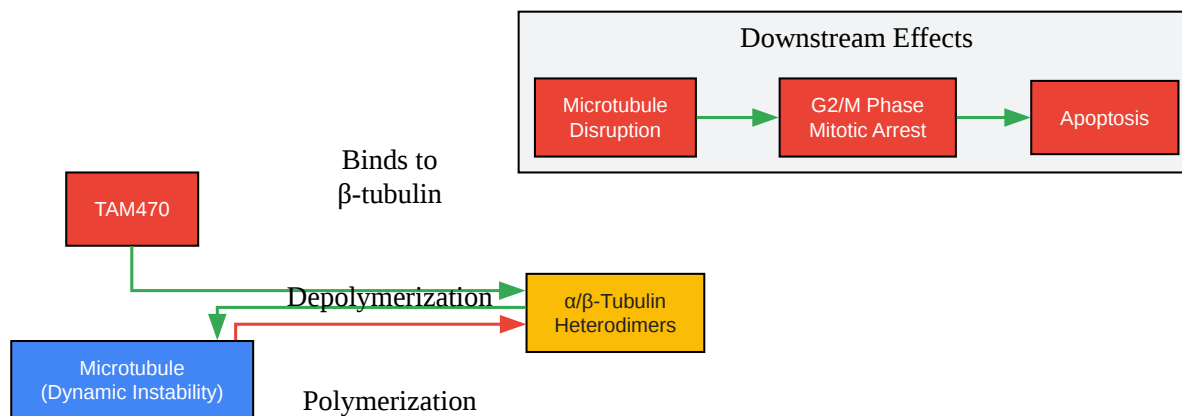 Downstream Effects
Microtubule
Disruption
G2/M Phase
Mitotic Arrest
Apoptosis
Binds to
β-tubulin
TAM470
Depolymerization
α/β-Tubulin
Heterodimers
Microtubule
(Dynamic Instability)
Polymerization